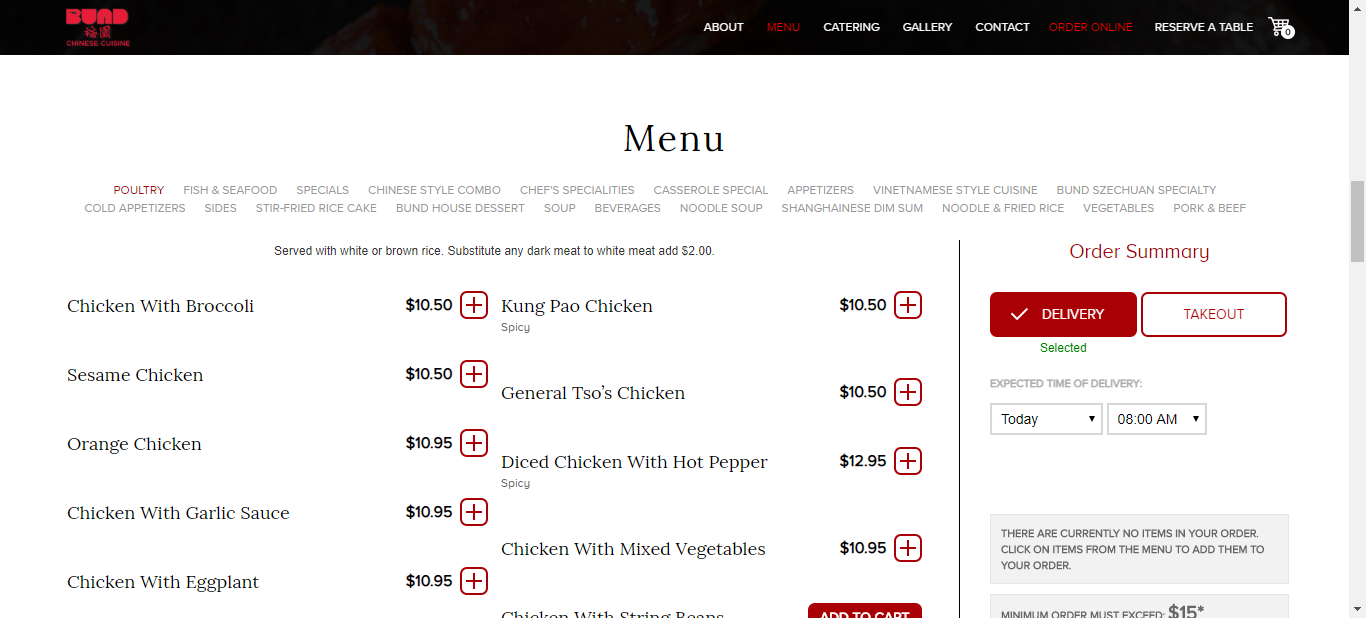 BUND
裕園
CHINESE CUISINE
ABOUT MENU CATERING GALLERY CONTACT ORDER ONLINE RESERVE A TABLE 0
Menu
POULTRY FISH & SEAFOOD SPECIALS CHINESE STYLE COMBO CHEF'S SPECIALITIES CASSEROLE SPECIAL APPETIZERS VINETNAMESE STYLE CUISINE BUND SZECHUAN SPECIALTY
COLD APPETIZERS SIDES STIR-FRIED RICE CAKE BUND HOUSE DESSERT SOUP BEVERAGES NOODLE SOUP SHANGHAINESE DIM SUM NOODLE & FRIED RICE VEGETABLES PORK & BEEF
Served with white or brown rice. Substitute any dark meat to white meat add $2.00.
Chicken With Broccoli $10.50
Sesame Chicken $10.50
Orange Chicken $10.95
Chicken With Garlic Sauce $10.95
Chicken With Eggplant $10.95
Kung Pao Chicken $10.50
Spicy
General Tso’s Chicken $10.50
Diced Chicken With Hot Pepper $12.95
Spicy
Chicken With Mixed Vegetables $10.95
Chicken With String Beans ADD TO CART
Order Summary
DELIVERY TAKEOUT
Selected
EXPECTED TIME OF DELIVERY:
Today 08:00 AM
THERE ARE CURRENTLY NO ITEMS IN YOUR ORDER.
CLICK ON ITEMS FROM THE MENU TO ADD THEM TO
YOUR ORDER.
MINIMUM ORDER MUST EXCEED: $15*